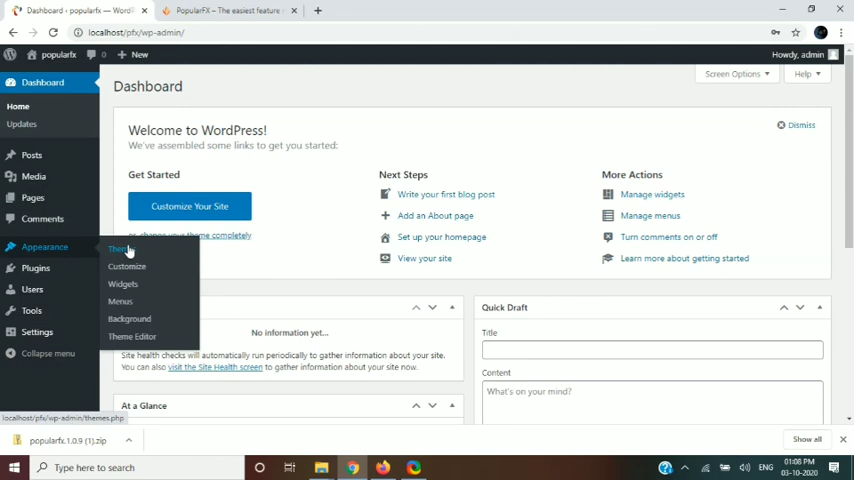 Dashboard ‹ popularfx — WordP
PopularFX – The easiest feature r
localhost/pfx/wp-admin/
popularfx
0
New
Howdy, admin
Dashboard
Home
Updates
Posts
Media
Pages
Comments
Appearance
Plugins
Users
Tools
Settings
Collapse menu
Themes
Customize
Widgets
Menus
Background
Theme Editor
Screen Options
Help
Dashboard
Welcome to WordPress!
We've assembled some links to get you started:
Dismiss
Get Started
Customize Your Site
or, change your theme completely
Next Steps
Write your first blog post
Add an About page
Set up your homepage
View your site
More Actions
Manage widgets
Manage menus
Turn comments on or off
Learn more about getting started
No information yet...
Site health checks will automatically run periodically to gather information about your site.
You can also visit the Site Health screen to gather information about your site now.
At a Glance
Quick Draft
Title
Content
What's on your mind?
localhost/pfx/wp-admin/themes.php
popularfx.1.0.9 (1).zip
Show all
Type here to search
ENG
01:08 PM
03-10-2020